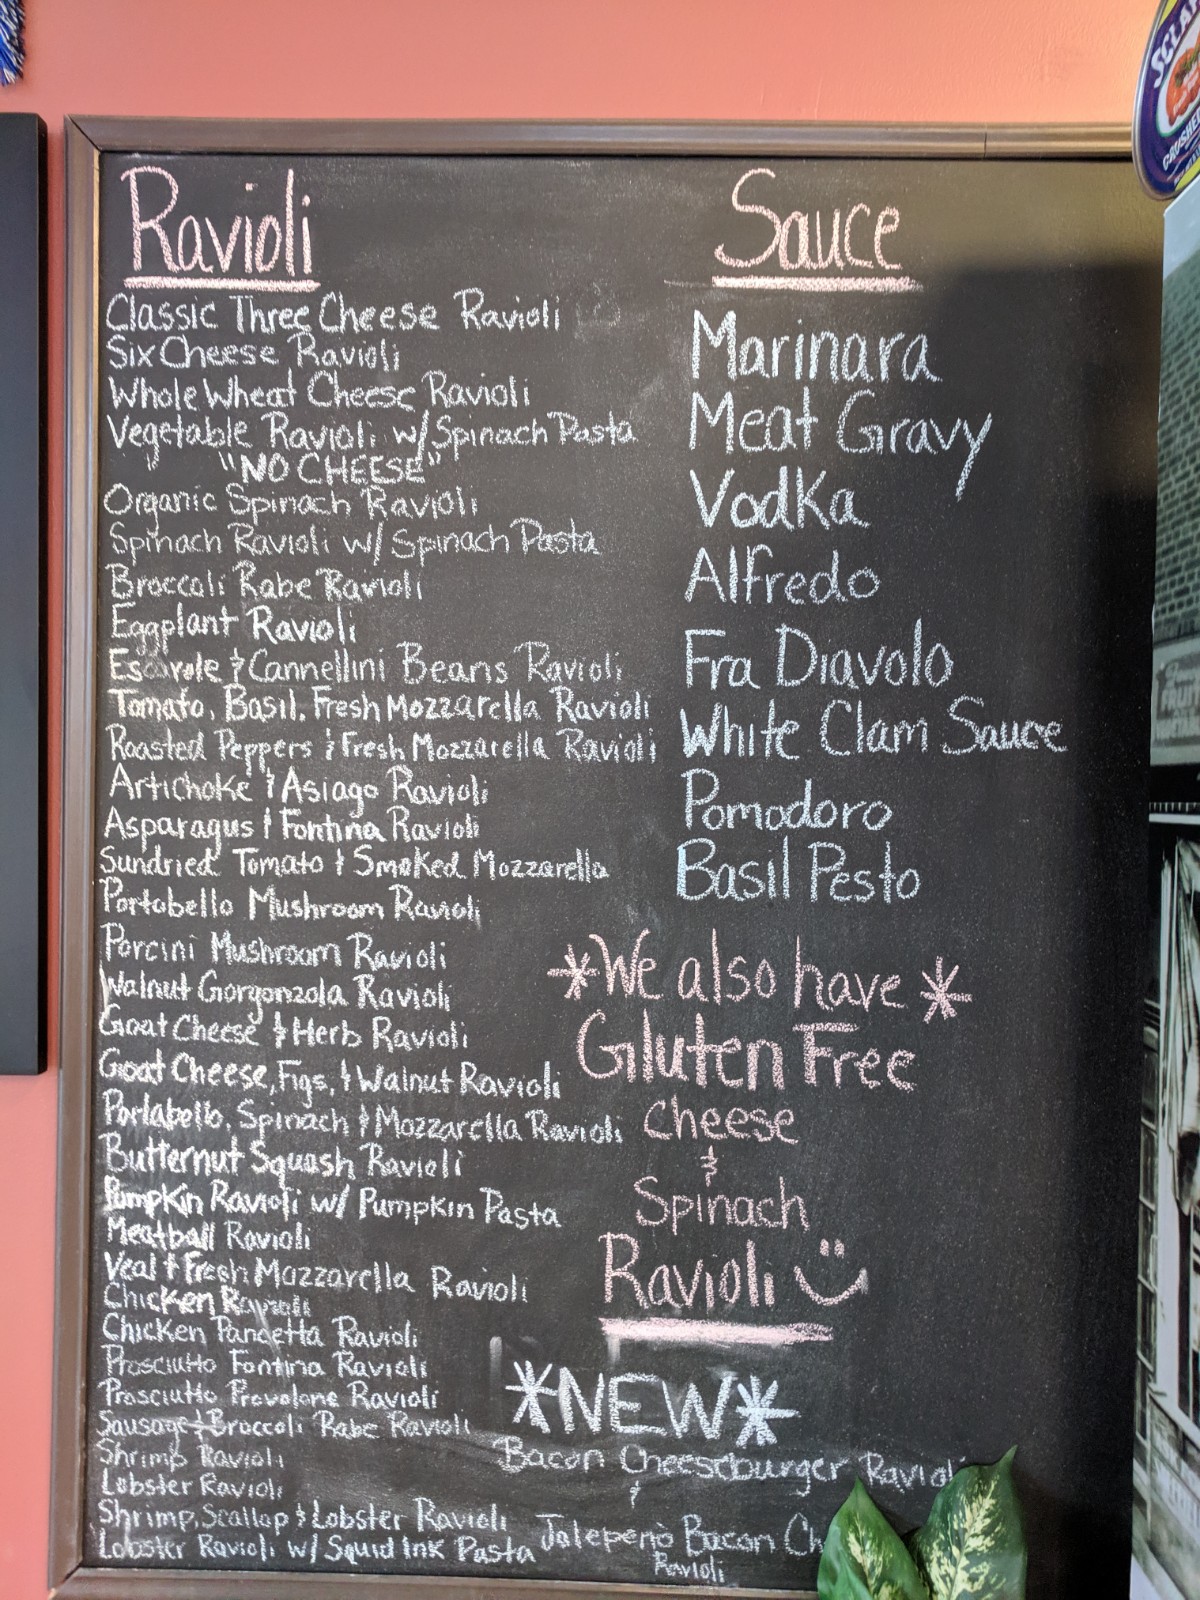 Ravioli
Classic Three Cheese Ravioli
Six Cheese Ravioli
Whole Wheat Cheese Ravioli
Vegetable Ravioli w/ Spinach Pasta
"NO CHEESE"
Organic Spinach Ravioli
Spinach Ravioli w/ Spinach Pasta
Broccoli Rabe Ravioli
Eggplant Ravioli
Escarole & Cannellini Beans Ravioli
Tomato, Basil, Fresh Mozzarella Ravioli
Roasted Peppers & Fresh Mozzarella Ravioli
Artichoke & Asiago Ravioli
Asparagus & Fontina Ravioli
Sundried Tomato & Smoked Mozzarella
Portobello Mushroom Ravioli
Porcini Mushroom Ravioli
Walnut Gorgonzola Ravioli
Goat Cheese & Herb Ravioli
Goat Cheese, Figs, & Walnut Ravioli
Portabello, Spinach & Mozzarella Ravioli
Butternut Squash Ravioli
Pumpkin Ravioli w/ Pumpkin Pasta
Meatball Ravioli
Veal & Fresh Mozzarella Ravioli
Chicken Ravioli
Chicken Pancetta Ravioli
Prosciutto Fontina Ravioli
Prosciutto Provolone Ravioli
Sausage & Broccoli Rabe Ravioli
Shrimp Ravioli
Lobster Ravioli
Shrimp, Scallop & Lobster Ravioli
Lobster Ravioli w/ Squid Ink Pasta
Sauce
Marinara
Meat Gravy
Vodka
Alfredo
Fra Diavolo
White Clam Sauce
Pomodoro
Basil Pesto
*We also have*
Gluten Free
Cheese
&
Spinach
Ravioli
*NEW*
Bacon Cheeseburger Ravioli
&
Jalepeno Bacon Ch
Ravioli
SCLAF
CRUSHE